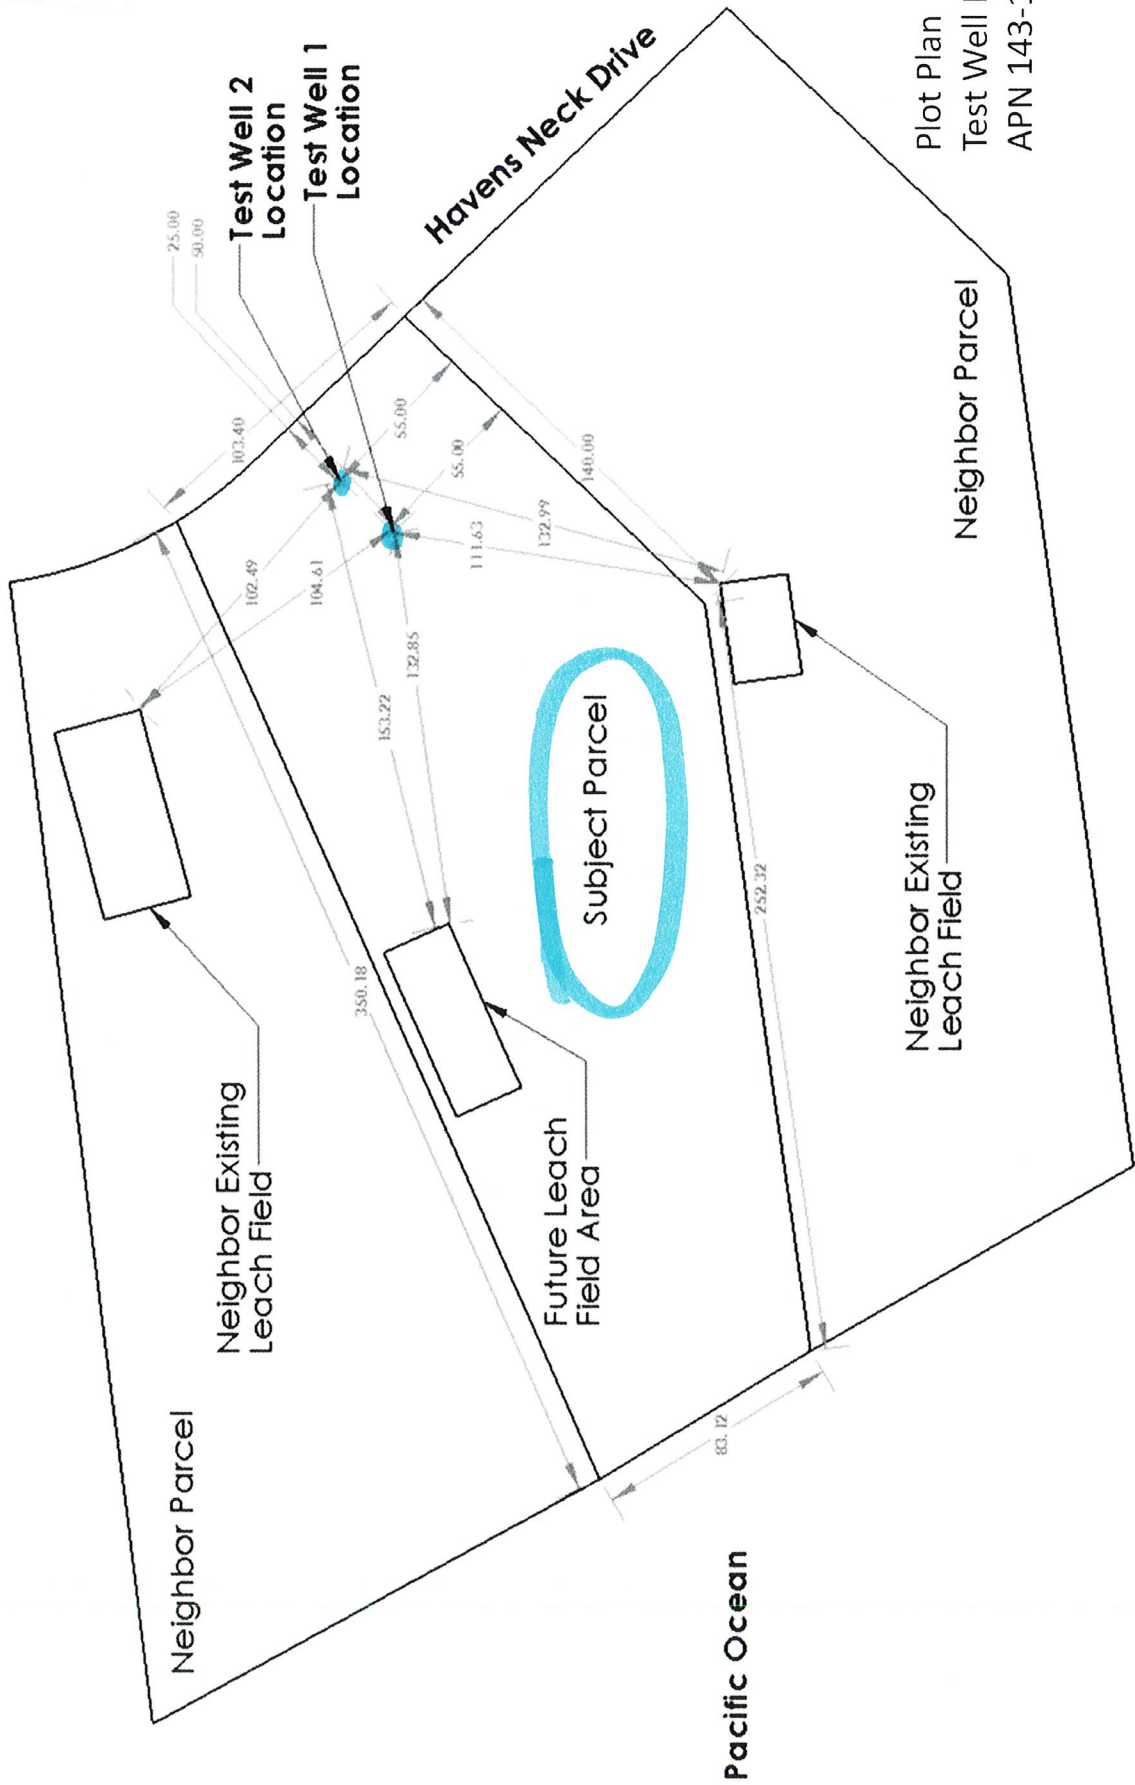 Plot Plan
Test Well
APN 143-
Havens Neck Drive
Test Well 2
Location
Test Well 1
Location
25.00
50.00
103.40
55.00
55.00
140.00
102.49
104.61
111.63
132.99
153.22
132.85
350.18
252.32
83.12
Subject Parcel
Neighbor Parcel
Neighbor Existing
Leach Field
Future Leach
Field Area
Neighbor Existing
Leach Field
Neighbor Parcel
Pacific Ocean